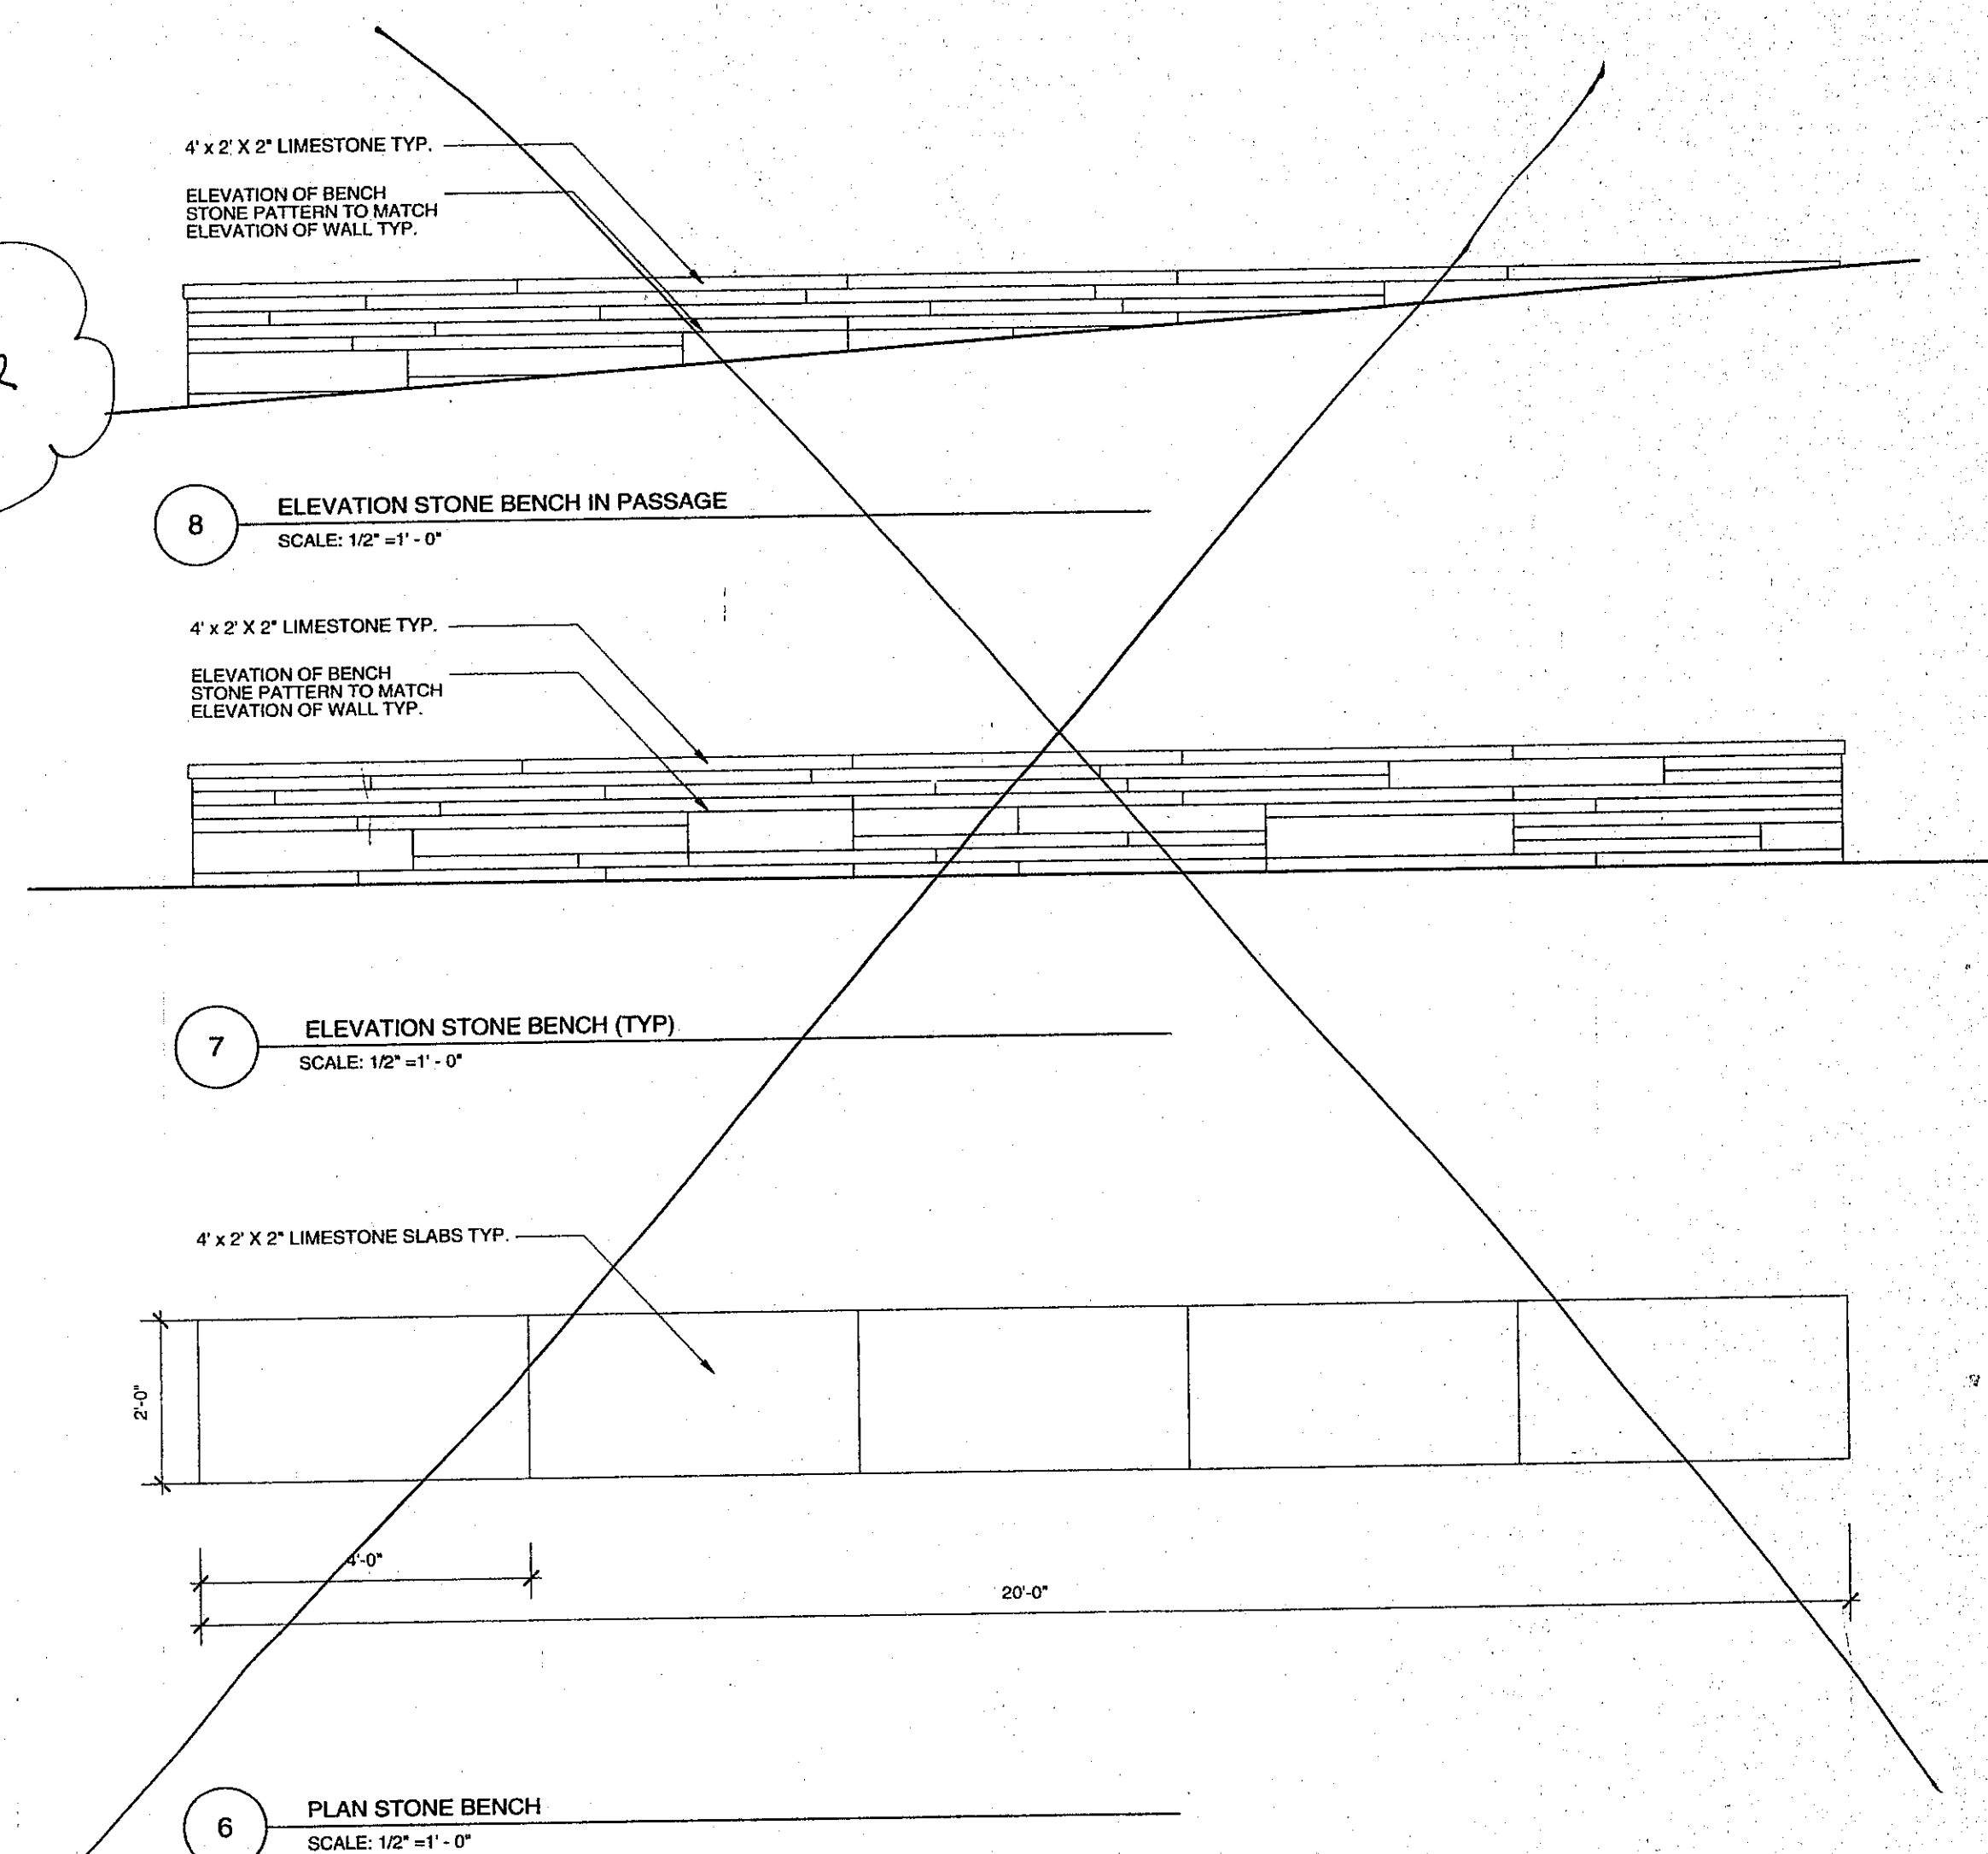 4' x 2' X 2" LIMESTONE TYP.
ELEVATION OF BENCH
STONE PATTERN TO MATCH
ELEVATION OF WALL TYP.
8
ELEVATION STONE BENCH IN PASSAGE
SCALE: 1/2" =1' - 0"
4' x 2' X 2" LIMESTONE TYP.
ELEVATION OF BENCH
STONE PATTERN TO MATCH
ELEVATION OF WALL TYP.
7
ELEVATION STONE BENCH (TYP)
SCALE: 1/2" =1' - 0"
4' x 2' X 2" LIMESTONE SLABS TYP.
2'-0"
4'-0"
20'-0"
6
PLAN STONE BENCH
SCALE: 1/2" =1' - 0"